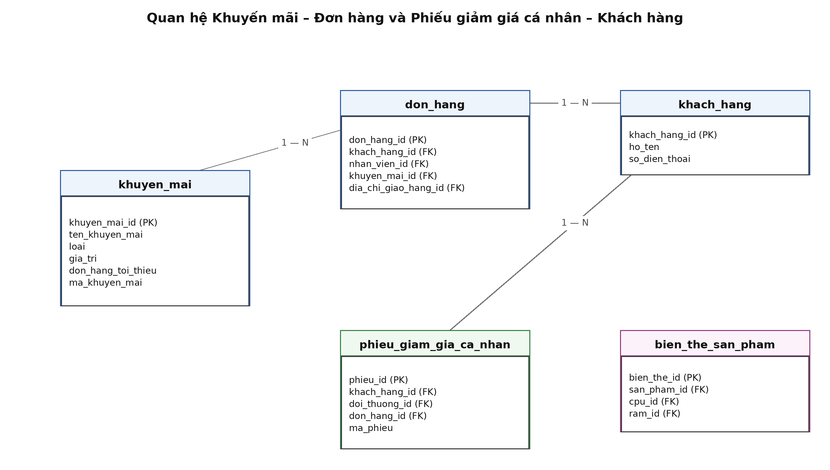 Quan hệ Khuyến mãi – Đơn hàng và Phiếu giảm giá cá nhân – Khách hàng
don_hang
don_hang_id (PK)
khach_hang_id (FK)
nhan_vien_id (FK)
khuyen_mai_id (FK)
dia_chi_giao_hang_id (FK)
1 — N
khach_hang
khach_hang_id (PK)
ho_ten
so_dien_thoai
1 — N
khuyen_mai
khuyen_mai_id (PK)
ten_khuyen_mai
loai
gia_tri
don_hang_toi_thieu
ma_khuyen_mai
1 — N
phieu_giam_gia_ca_nhan
phieu_id (PK)
khach_hang_id (FK)
doi_thuong_id (FK)
don_hang_id (FK)
ma_phieu
bien_the_san_pham
bien_the_id (PK)
san_pham_id (FK)
cpu_id (FK)
ram_id (FK)